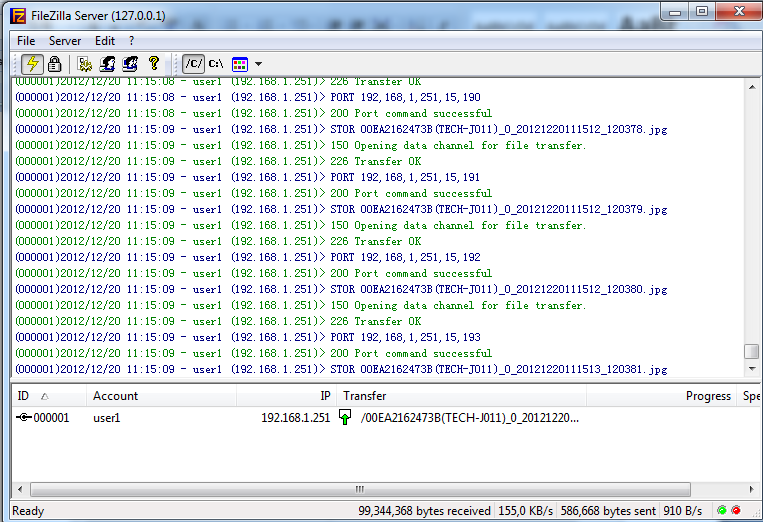 FileZilla Server (127.0.0.1)
File Server Edit ?
/C/ C:\
(000001)2012/12/20 11:15:08 - user1 (192.168.1.251)> 226 Transfer OK
(000001)2012/12/20 11:15:08 - user1 (192.168.1.251)> PORT 192,168,1,251,15,190
(000001)2012/12/20 11:15:08 - user1 (192.168.1.251)> 200 Port command successful
(000001)2012/12/20 11:15:09 - user1 (192.168.1.251)> STOR 00EA2162473B(TECH-J011)_0_20121220111512_120378.jpg
(000001)2012/12/20 11:15:09 - user1 (192.168.1.251)> 150 Opening data channel for file transfer.
(000001)2012/12/20 11:15:09 - user1 (192.168.1.251)> 226 Transfer OK
(000001)2012/12/20 11:15:09 - user1 (192.168.1.251)> PORT 192,168,1,251,15,191
(000001)2012/12/20 11:15:09 - user1 (192.168.1.251)> 200 Port command successful
(000001)2012/12/20 11:15:09 - user1 (192.168.1.251)> STOR 00EA2162473B(TECH-J011)_0_20121220111512_120379.jpg
(000001)2012/12/20 11:15:09 - user1 (192.168.1.251)> 150 Opening data channel for file transfer.
(000001)2012/12/20 11:15:09 - user1 (192.168.1.251)> 226 Transfer OK
(000001)2012/12/20 11:15:09 - user1 (192.168.1.251)> PORT 192,168,1,251,15,192
(000001)2012/12/20 11:15:09 - user1 (192.168.1.251)> 200 Port command successful
(000001)2012/12/20 11:15:09 - user1 (192.168.1.251)> STOR 00EA2162473B(TECH-J011)_0_20121220111512_120380.jpg
(000001)2012/12/20 11:15:09 - user1 (192.168.1.251)> 150 Opening data channel for file transfer.
(000001)2012/12/20 11:15:09 - user1 (192.168.1.251)> 226 Transfer OK
(000001)2012/12/20 11:15:09 - user1 (192.168.1.251)> PORT 192,168,1,251,15,193
(000001)2012/12/20 11:15:09 - user1 (192.168.1.251)> 200 Port command successful
(000001)2012/12/20 11:15:09 - user1 (192.168.1.251)> STOR 00EA2162473B(TECH-J011)_0_20121220111513_120381.jpg
ID Account IP Transfer Progress Spe
000001 user1 192.168.1.251 /00EA2162473B(TECH-J011)_0_20121220...
Ready 99,344,368 bytes received 155,0 KB/s 586,668 bytes sent 910 B/s